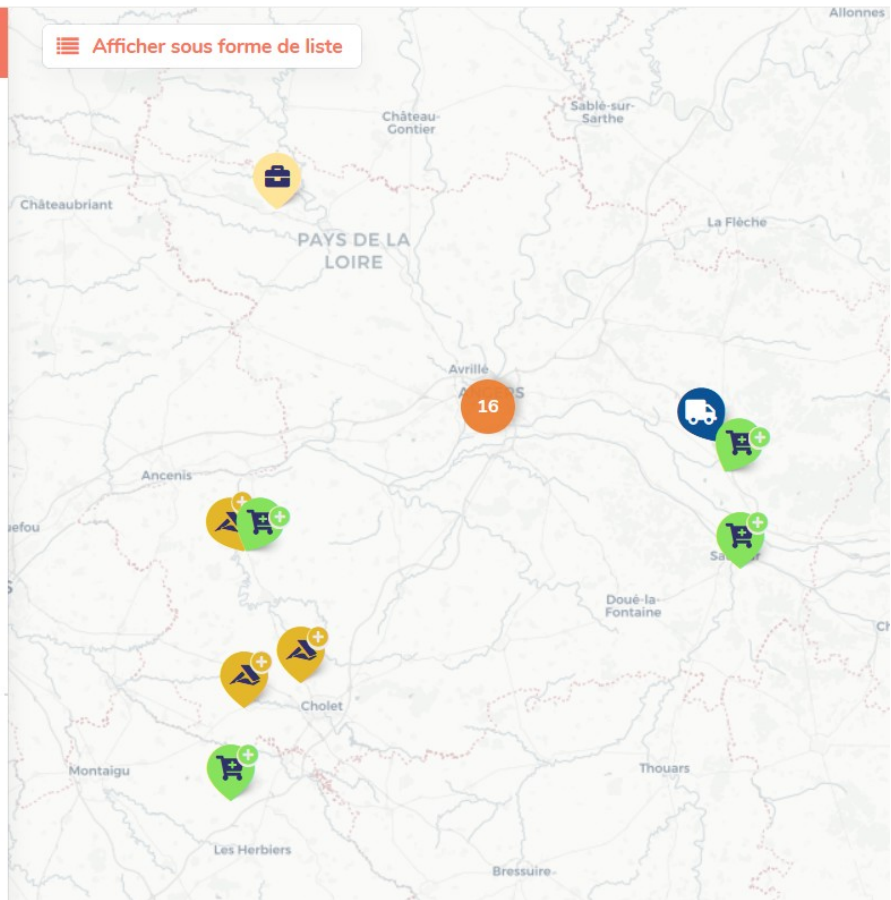 Allonnes
Afficher sous forme de liste
Sablé-sur-
Sarthe
Château-
Gontier
Châteaubriant
La Flèche
PAYS DE LA
LOIRE
Avrillé
16
Ancenis
Doué-la-
Fontaine
Cholet
Montaigu
Thouars
Les Herbiers
Bressuire